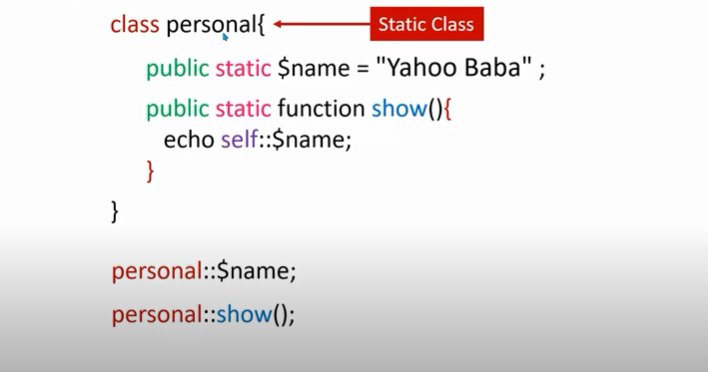 class personal{ Static Class
public static $name = "Yahoo Baba" ;
public static function show(){
echo self::$name;
}
}
personal::$name;
personal::show();